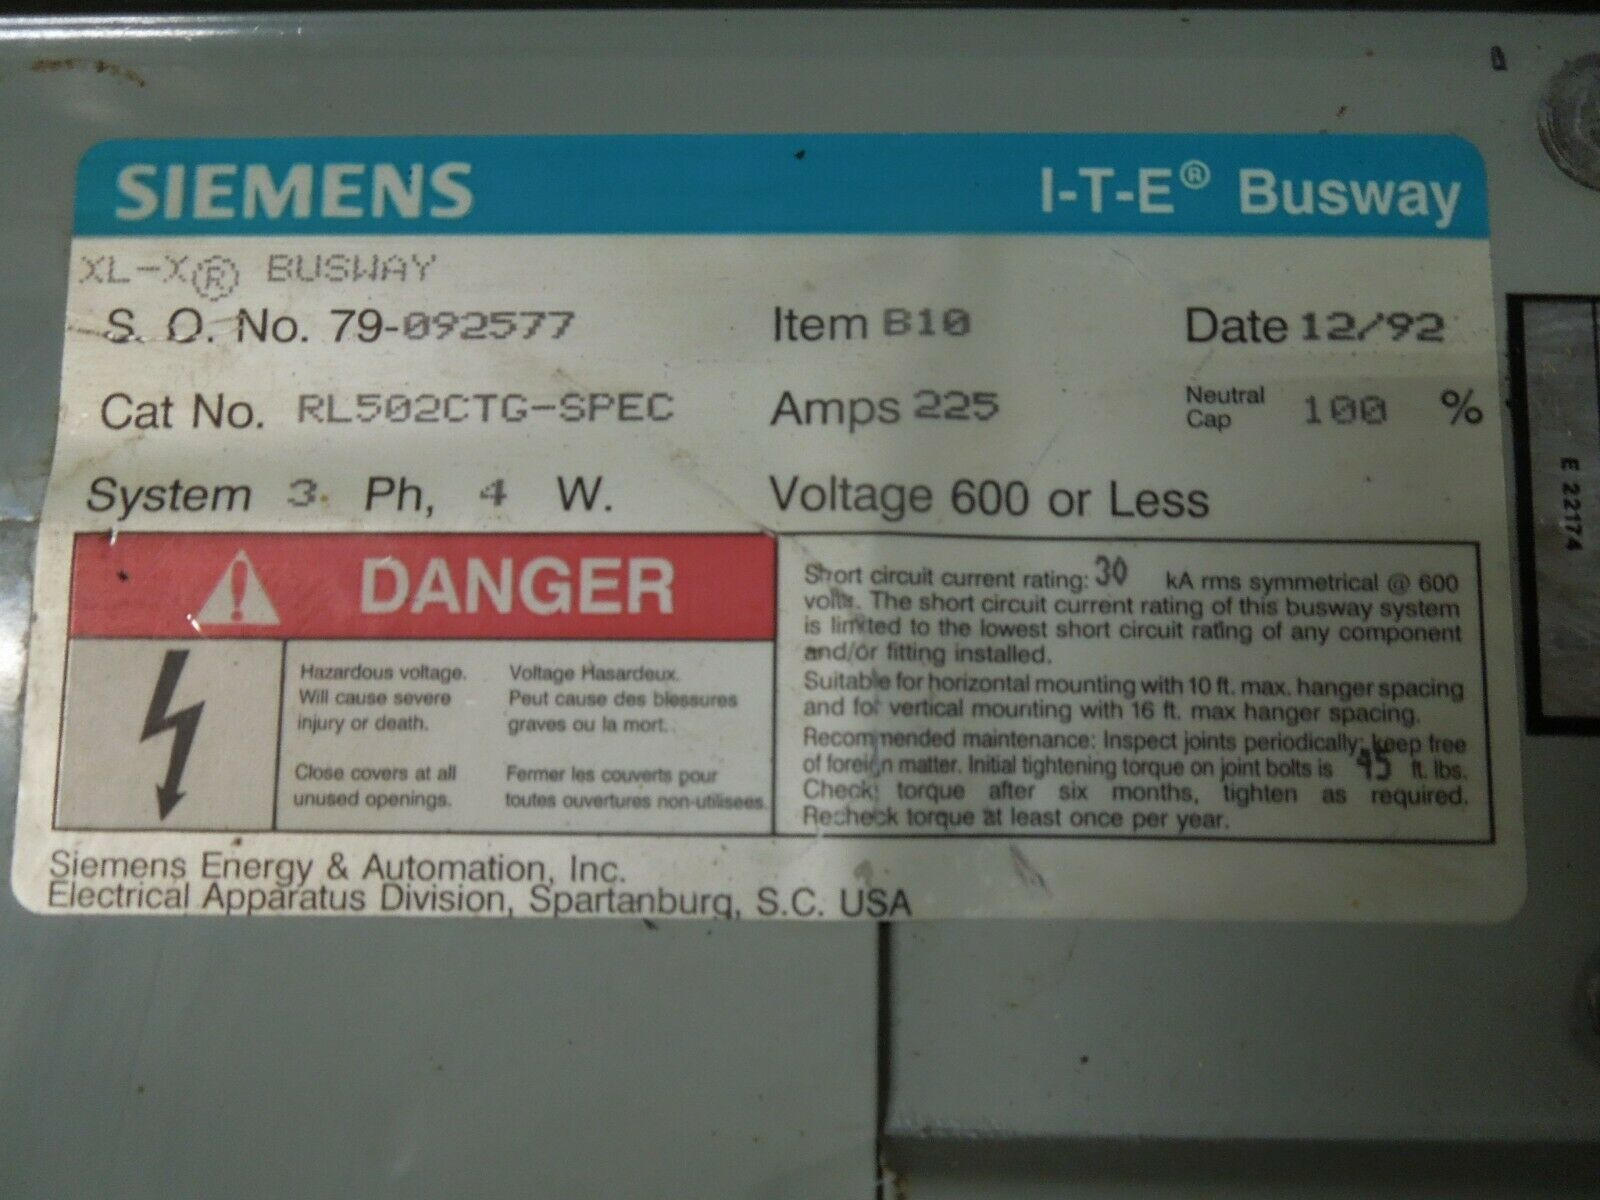 SIEMENS
I-T-E® Busway
XL-X® BUSWAY
S. O. No. 79-092577 Item B10 Date 12/92
Cat No. RL502CTG-SPEC Amps 225 Neutral Cap 100 %
System 3 Ph, 4 W. Voltage 600 or Less
DANGER
Hazardous voltage.
Will cause severe
injury or death.
Close covers at all
unused openings.
Voltage Hasardeux.
Peut cause des blessures
graves ou la mort.
Fermer les couverts pour
toutes ouvertures non-utilisees.
Short circuit current rating: 30 kA rms symmetrical @ 600
volts. The short circuit current rating of this busway system
is limited to the lowest short circuit rating of any component
and/or fitting installed.
Suitable for horizontal mounting with 10 ft. max. hanger spacing
and for vertical mounting with 16 ft. max hanger spacing.
Recommended maintenance: Inspect joints periodically; keep free
of foreign matter. Initial tightening torque on joint bolts is ft. lbs.
Check torque after six months, tighten as required.
Recheck torque at least once per year.
Siemens Energy & Automation, Inc.
Electrical Apparatus Division, Spartanburg, S.C. USA
E 22174